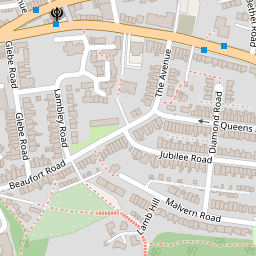 Glebe Road
The Avenue
Lambley Road
Diamond Road
Glebe Road
Queens
Jubilee Road
Beaufort Road
Lamb Hill
Malvern Road